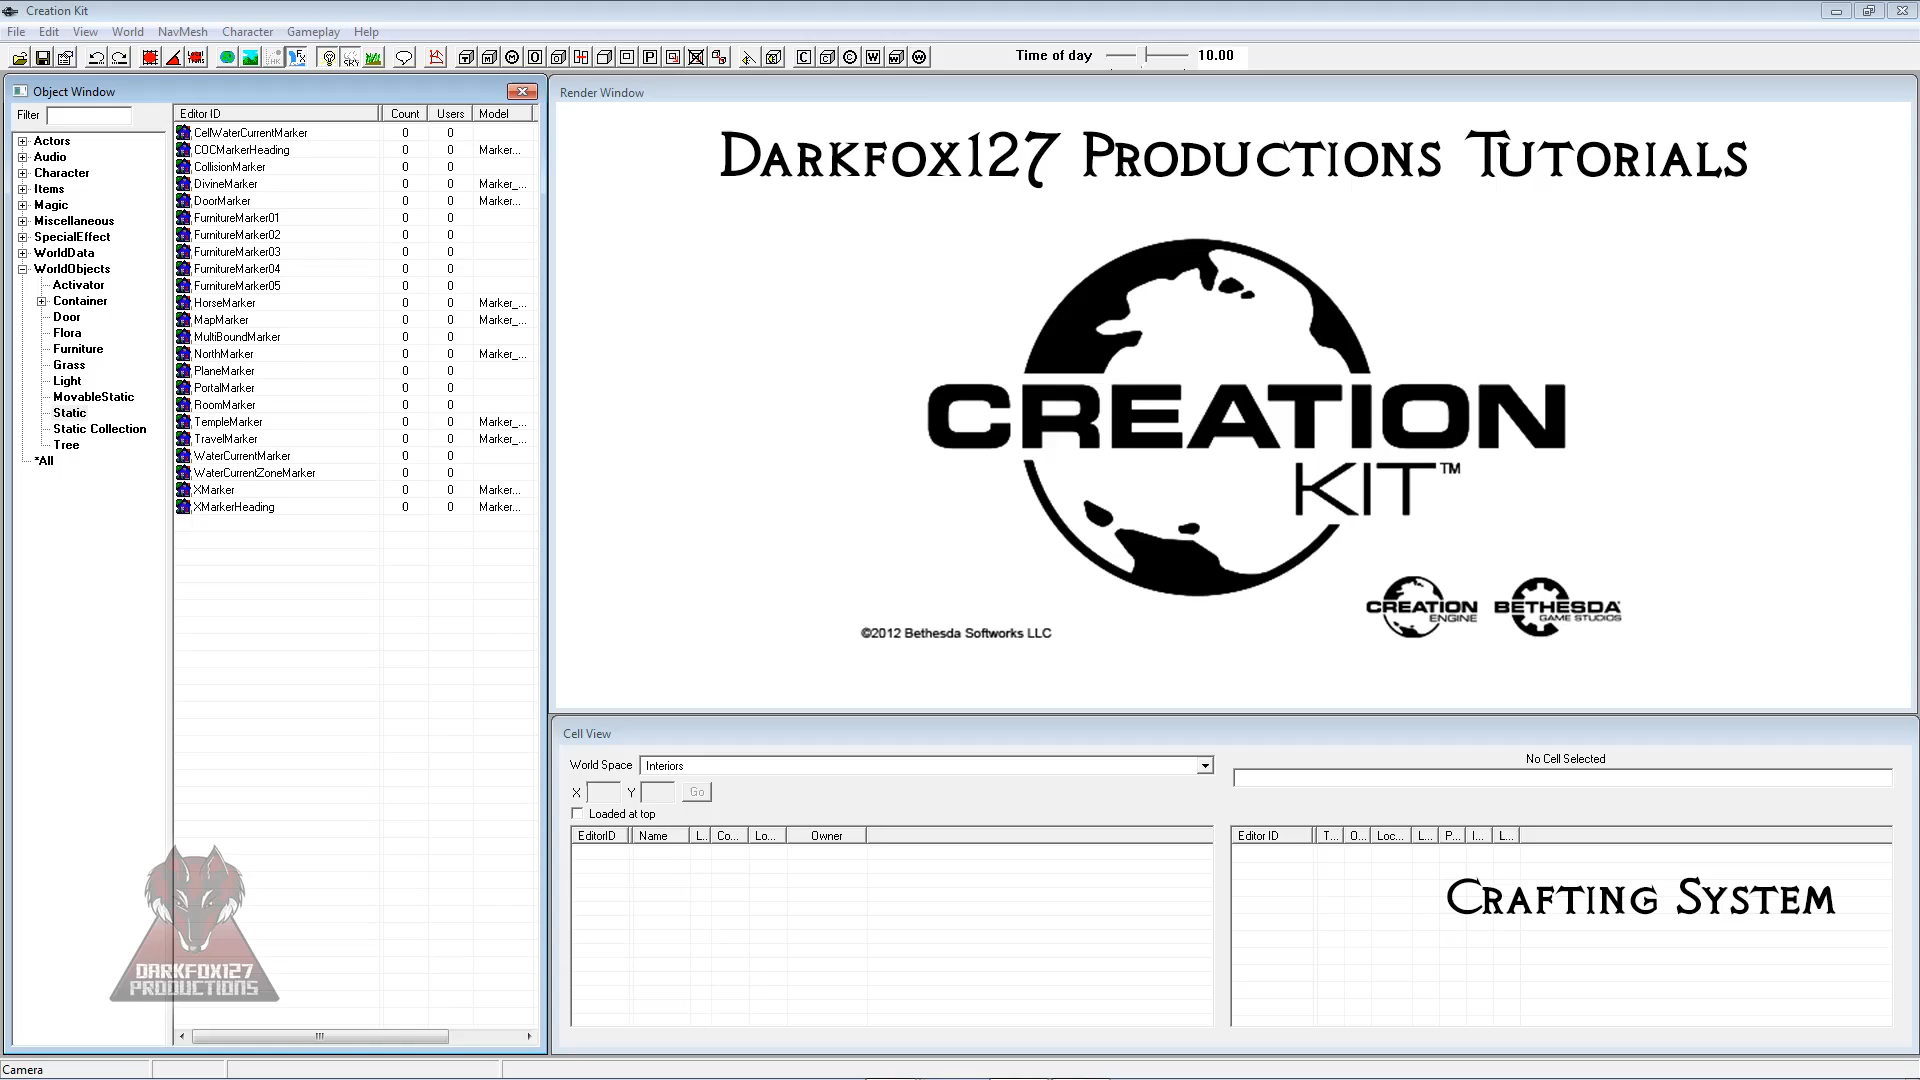 Creation Kit
File Edit View World NavMesh Character Gameplay Help
Time of day 10.00
Object Window
Filter
Actors
Audio
Character
Items
Magic
Miscellaneous
SpecialEffect
WorldData
WorldObjects
Activator
Container
Door
Flora
Furniture
Grass
Light
MovableStatic
Static
Static Collection
Tree
*All
Editor ID Count Users Model
CellWaterCurrentMarker 0 0
COCMarkerHeading 0 0 Marker...
CollisionMarker 0 0
DivineMarker 0 0 Marker_...
DoorMarker 0 0 Marker...
FurnitureMarker01 0 0
FurnitureMarker02 0 0
FurnitureMarker03 0 0
FurnitureMarker04 0 0
FurnitureMarker05 0 0
HorseMarker 0 0 Marker_...
MapMarker 0 0 Marker_...
MultiBoundMarker 0 0
NorthMarker 0 0 Marker_...
PlaneMarker 0 0
PortalMarker 0 0
RoomMarker 0 0
TempleMarker 0 0 Marker_...
TravelMarker 0 0 Marker_...
WaterCurrentMarker 0 0
WaterCurrentZoneMarker 0 0
XMarker 0 0 Marker...
XMarkerHeading 0 0 Marker...
DARKFOX127
PRODUCTIONS
Render Window
Darkfox127 Productions Tutorials
CREATION
KIT™
CREATION
ENGINE
BETHESDA
GAME STUDIOS
©2012 Bethesda Softworks LLC
Cell View
World Space Interiors
X Y Go
Loaded at top
EditorID Name L.. Co... Lo... Owner
No Cell Selected
Editor ID T... O... Loc... L... P... I... L...
Crafting System
Camera